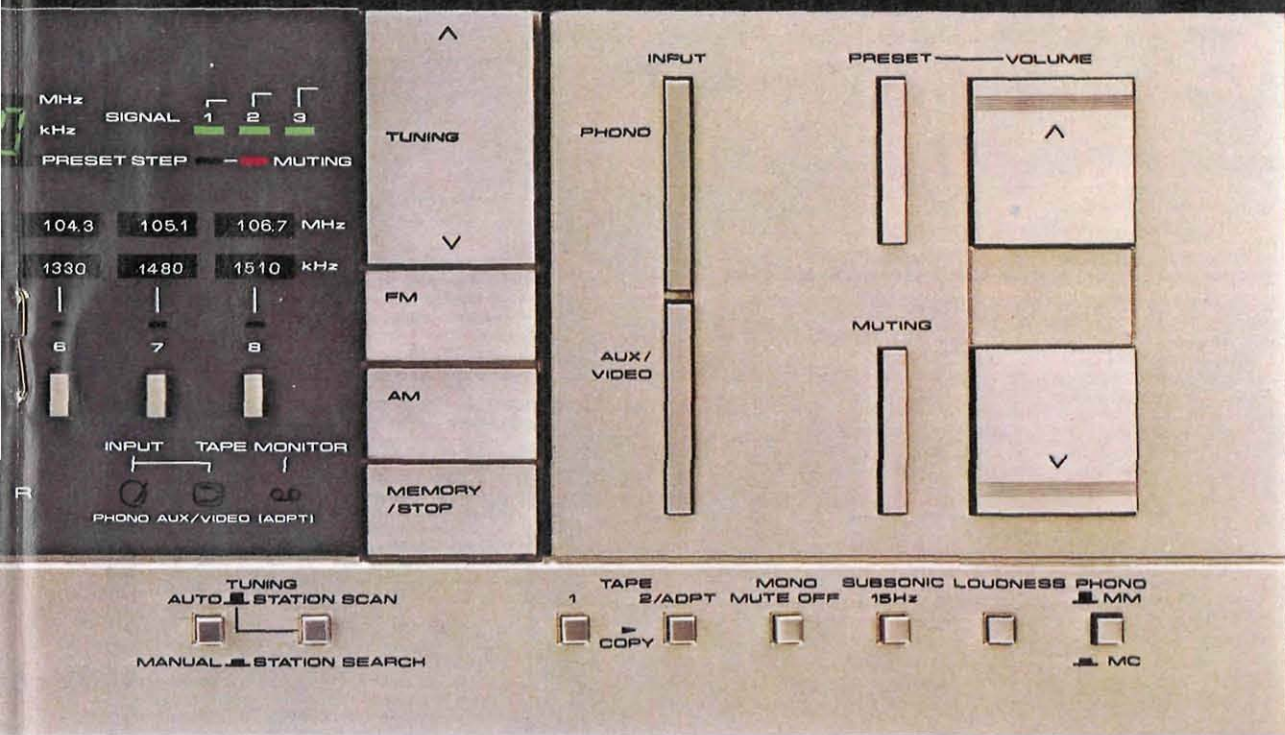 MHz
kHz
SIGNAL 1 2 3
PRESET STEP MUTING
104.3 105.1 106.7 MHz
1330 1480 1510 kHz
6 7 8
INPUT TAPE MONITOR
R
PHONO AUX/VIDEO (ADPT)
TUNING
FM
AM
MEMORY
/STOP
INPUT
PHONO
AUX/
VIDEO
PRESET VOLUME
MUTING
TUNING
AUTO STATION SCAN
MANUAL STATION SEARCH
TAPE
1 2/ADPT
COPY
MONO
MUTE OFF
SUBSONIC
15Hz
LOUDNESS
PHONO
MM
MC